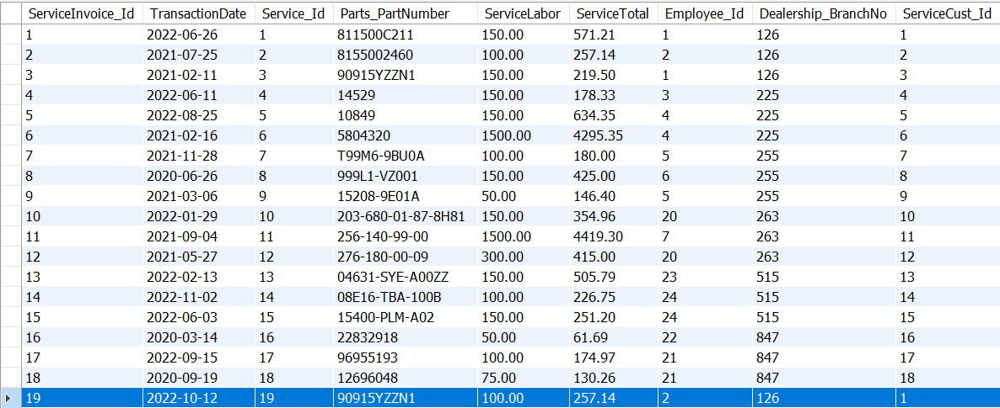 ServiceInvoice_Id TransactionDate Service_Id Parts_PartNumber ServiceLabor ServiceTotal Employee_Id Dealership_BranchNo ServiceCust_Id
1 2022-06-26 1 811500C211 150.00 571.21 1 126 1
2 2021-07-25 2 8155002460 100.00 257.14 2 126 2
3 2021-02-11 3 90915YZZN1 150.00 219.50 1 126 3
4 2022-06-11 4 14529 150.00 178.33 3 225 4
5 2022-08-25 5 10849 150.00 634.35 4 225 5
6 2021-02-16 6 5804320 1500.00 4295.35 4 225 6
7 2021-11-28 7 T99M6-9BU0A 100.00 180.00 5 255 7
8 2020-06-26 8 999L1-VZ001 150.00 425.00 6 255 8
9 2021-03-06 9 15208-9E01A 50.00 146.40 5 255 9
10 2022-01-29 10 203-680-01-87-8H81 150.00 354.96 20 263 10
11 2021-09-04 11 256-140-99-00 1500.00 4419.30 7 263 11
12 2021-05-27 12 276-180-00-09 300.00 415.00 20 263 12
13 2022-02-13 13 04631-SYE-A00ZZ 150.00 505.79 23 515 13
14 2022-11-02 14 08E16-TBA-100B 100.00 226.75 24 515 14
15 2022-06-03 15 15400-PLM-A02 150.00 251.20 24 515 15
16 2020-03-14 16 22832918 50.00 61.69 22 847 16
17 2022-09-15 17 96955193 100.00 174.97 21 847 17
18 2020-09-19 18 12696048 75.00 130.26 21 847 18
19 2022-10-12 19 90915YZZN1 100.00 257.14 2 126 1